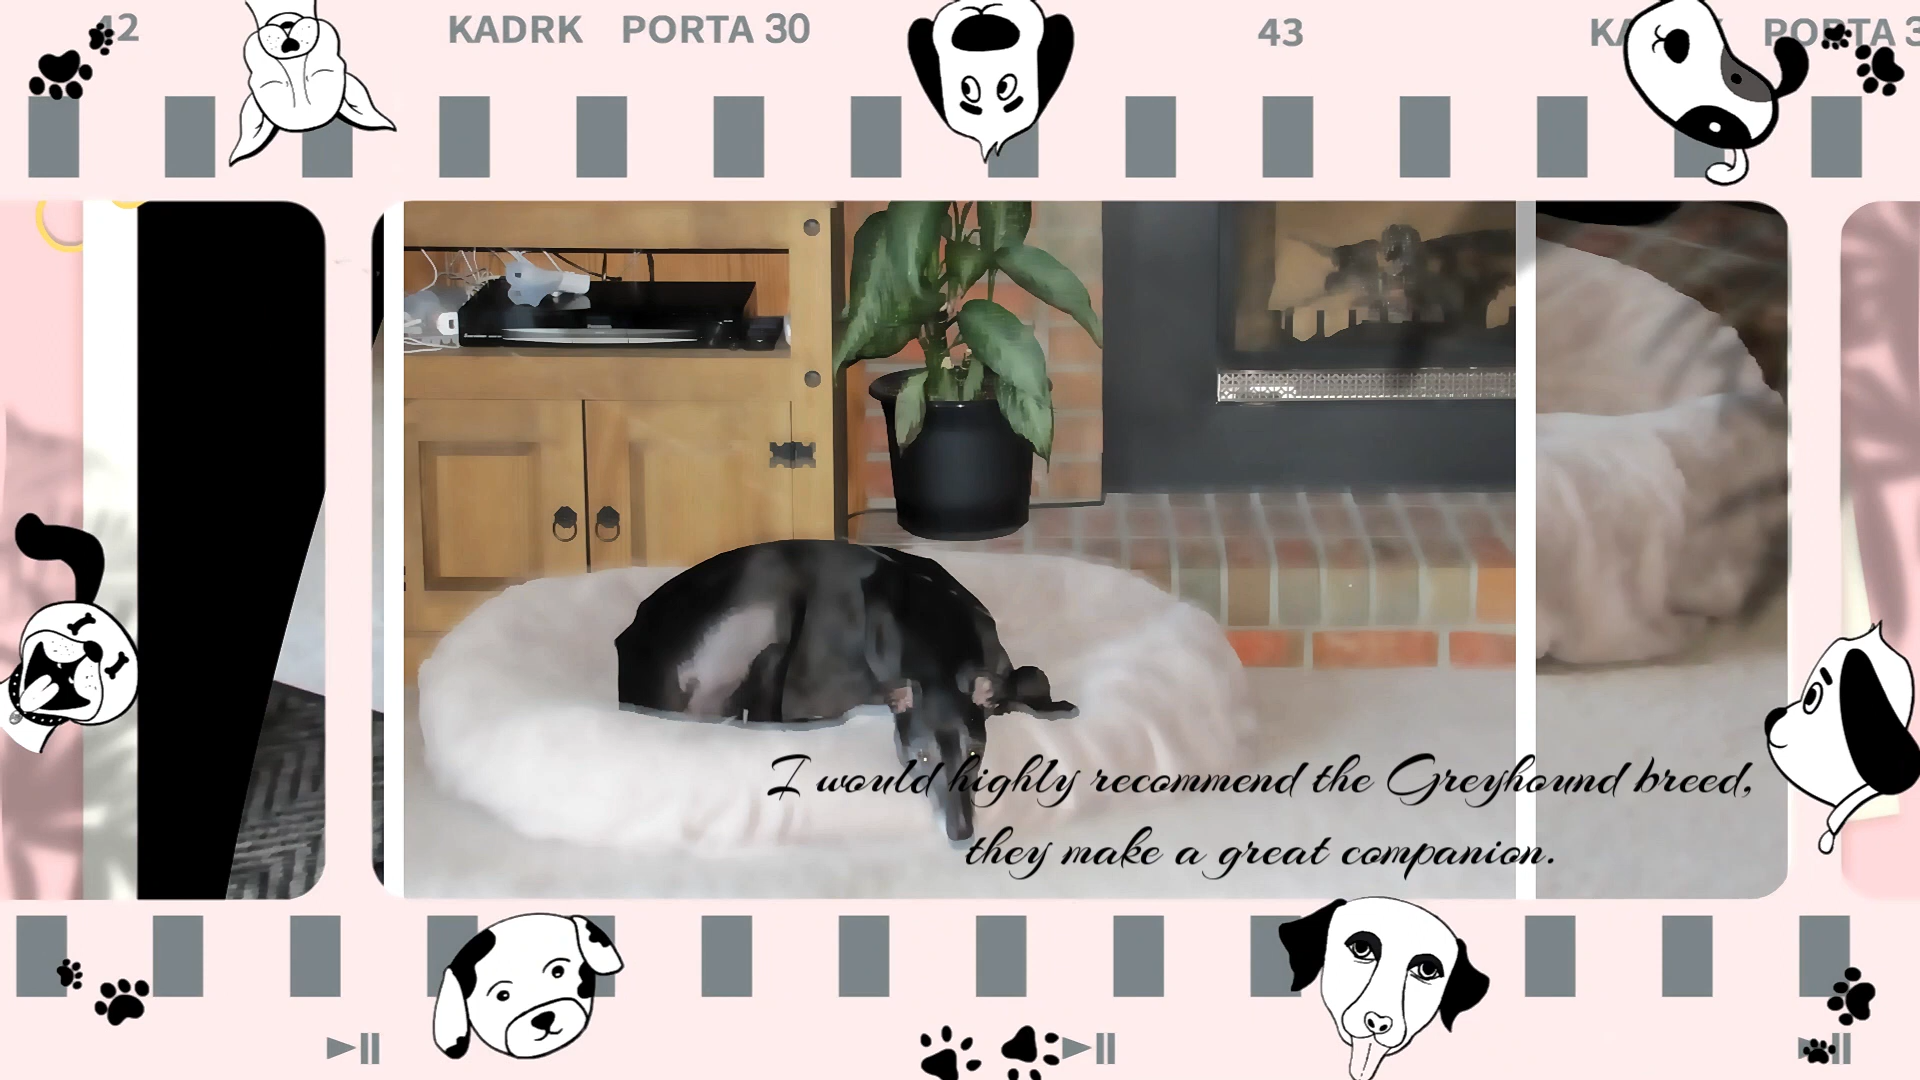 42 KADRK PORTA 30 43 PORTA 3
I would highly recommend the Greyhound breed,
they make a great companion.